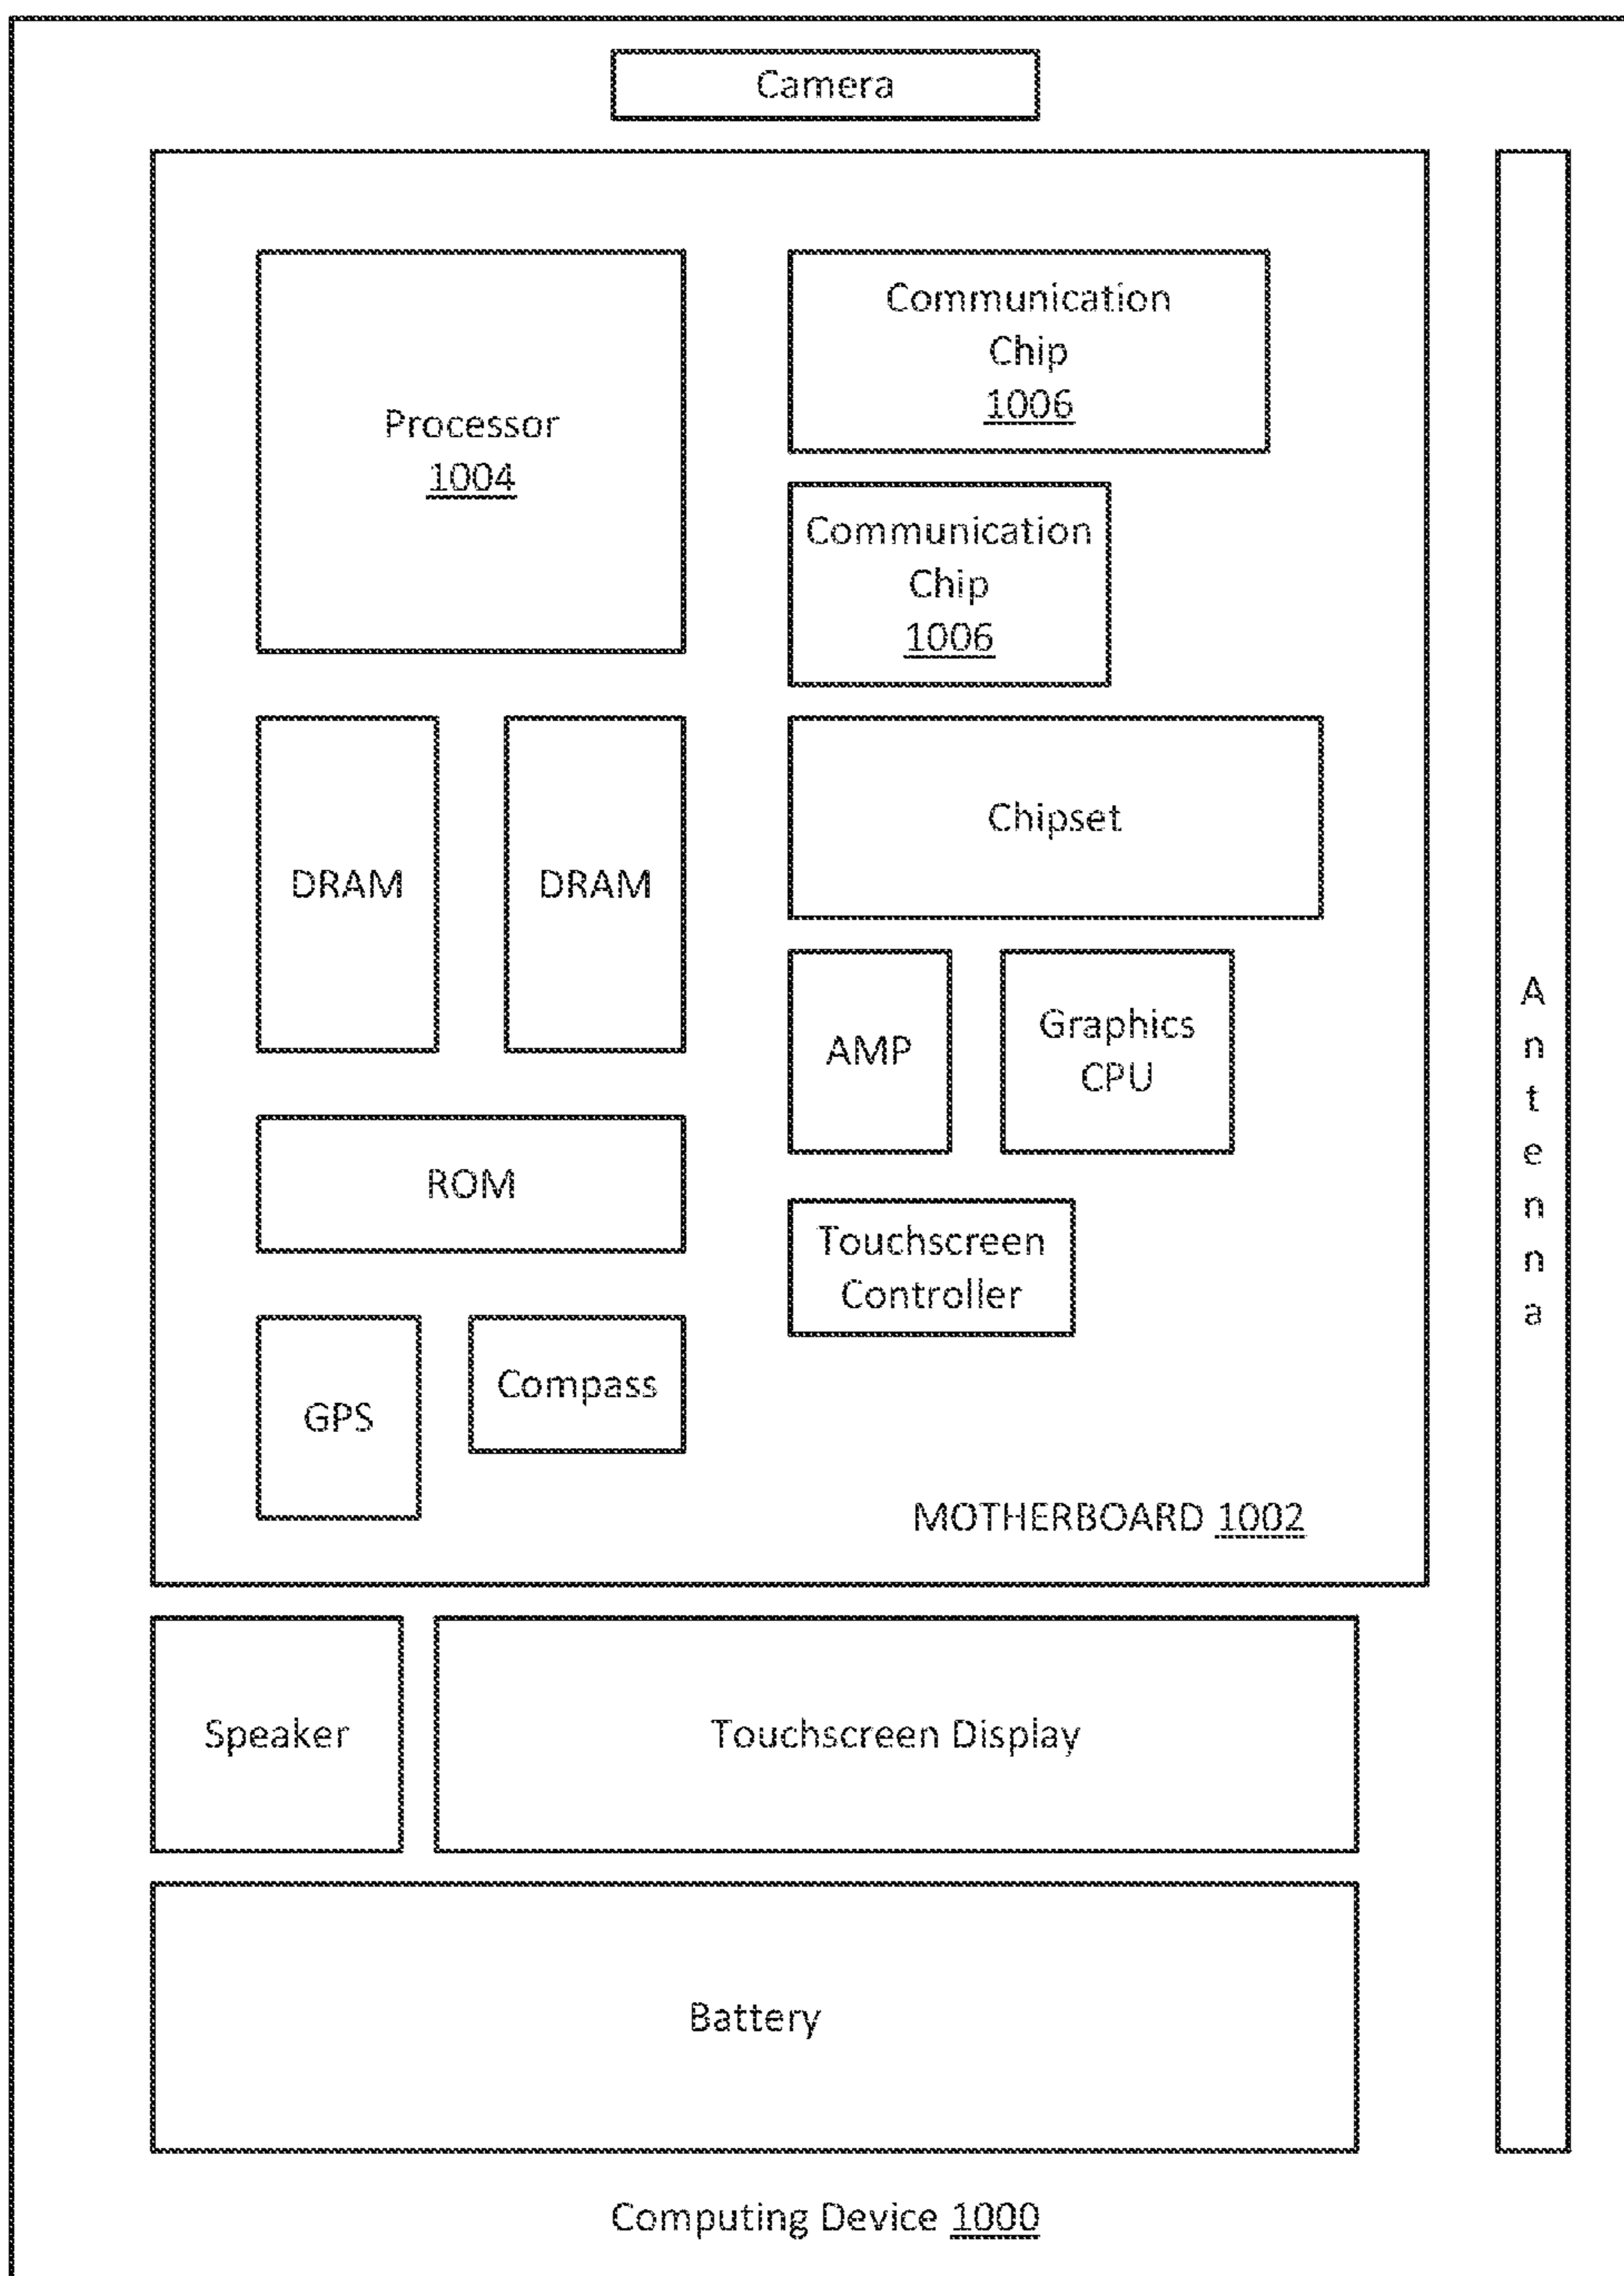 Camera
Processor
1004
Communication
Chip
1006
Communication
Chip
1006
DRAM
DRAM
Chipset
AMP
Graphics
CPU
ROM
Touchscreen
Controller
GPS
Compass
MOTHERBOARD 1002
Antenna
Speaker
Touchscreen Display
Battery
Computing Device 1000